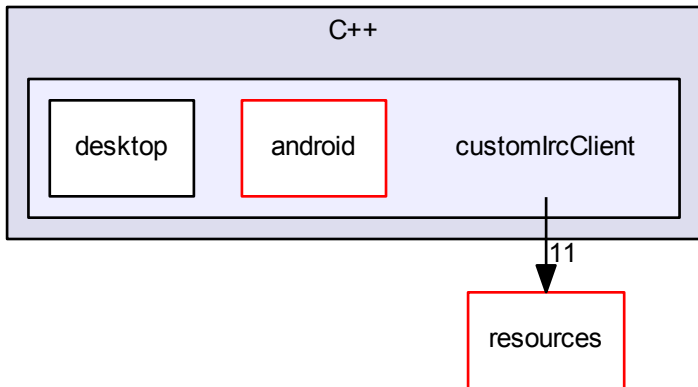 C++
desktop
android
customIrcClient
11
resources